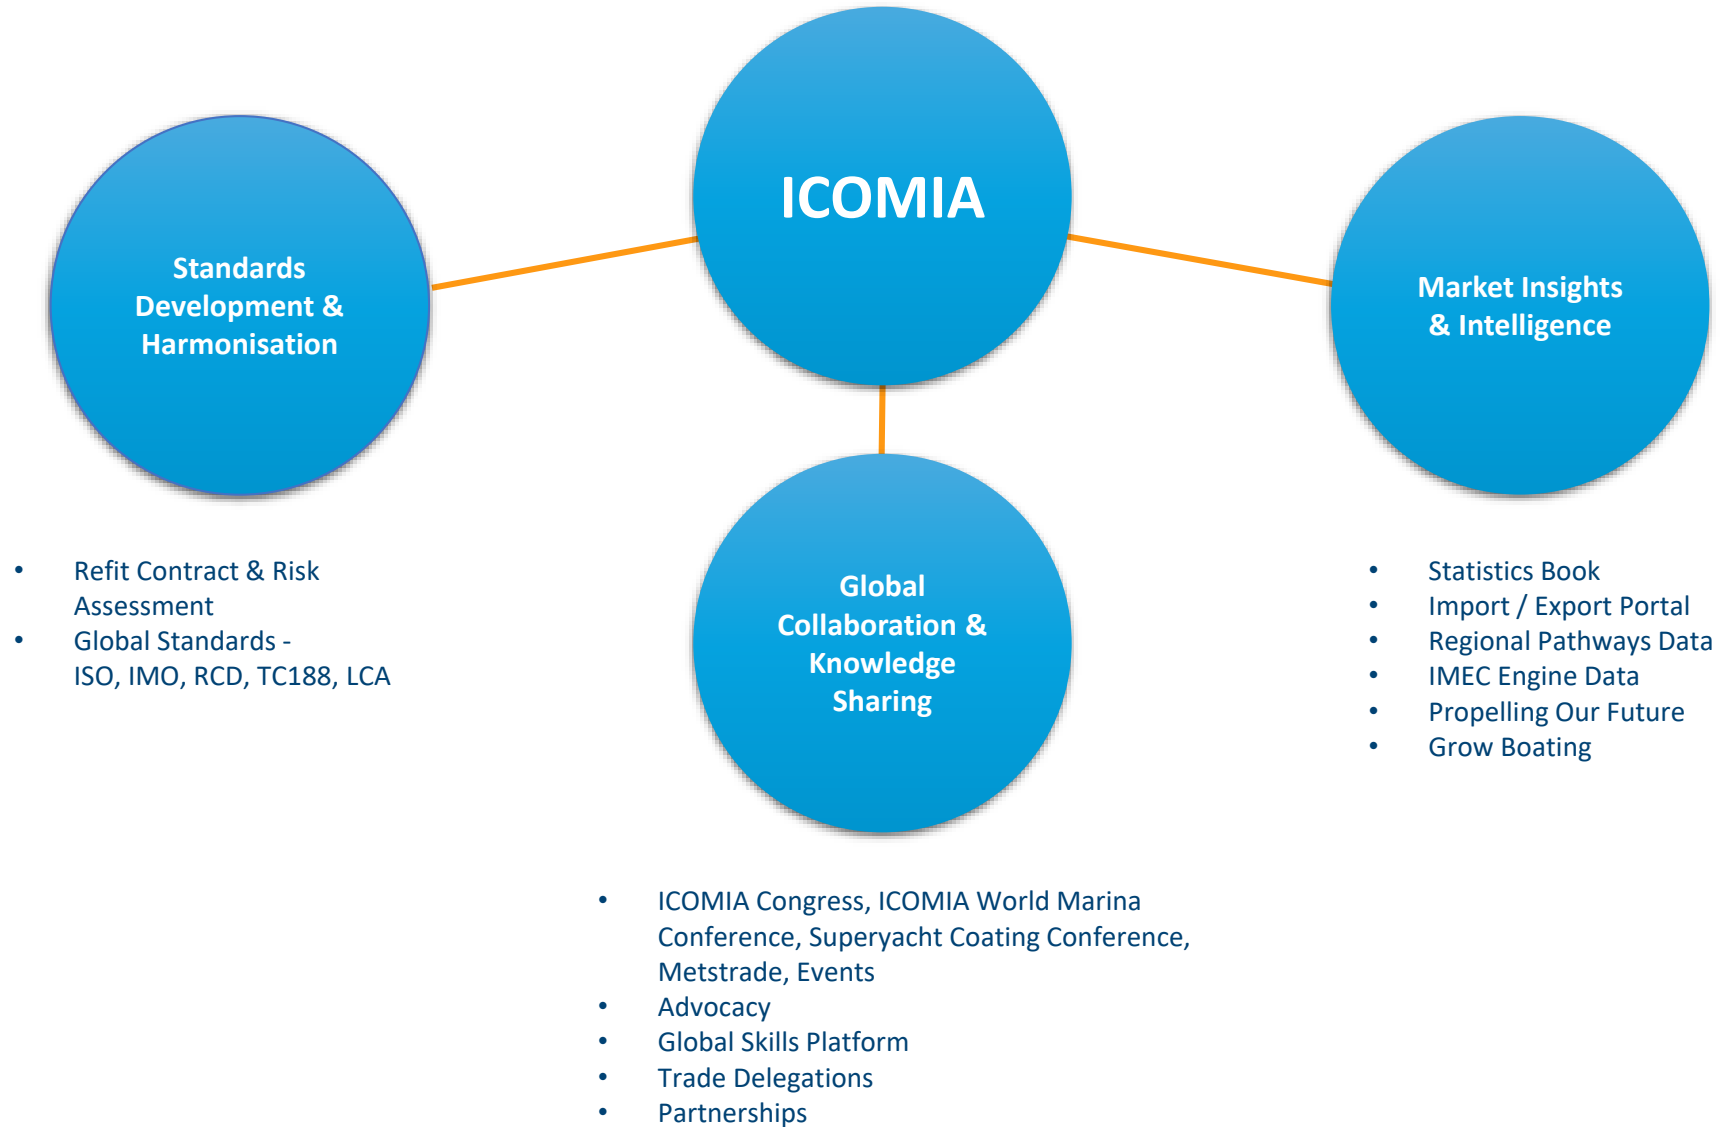 ICOMIA
Standards
Development &
Harmonisation
Market Insights
& Intelligence
Global
Collaboration &
Knowledge
Sharing
• Refit Contract & Risk
Assessment
• Global Standards -
ISO, IMO, RCD, TC188, LCA
• Statistics Book
• Import / Export Portal
• Regional Pathways Data
• IMEC Engine Data
• Propelling Our Future
• Grow Boating
• ICOMIA Congress, ICOMIA World Marina
Conference, Superyacht Coating Conference,
Metstrade, Events
• Advocacy
• Global Skills Platform
• Trade Delegations
• Partnerships